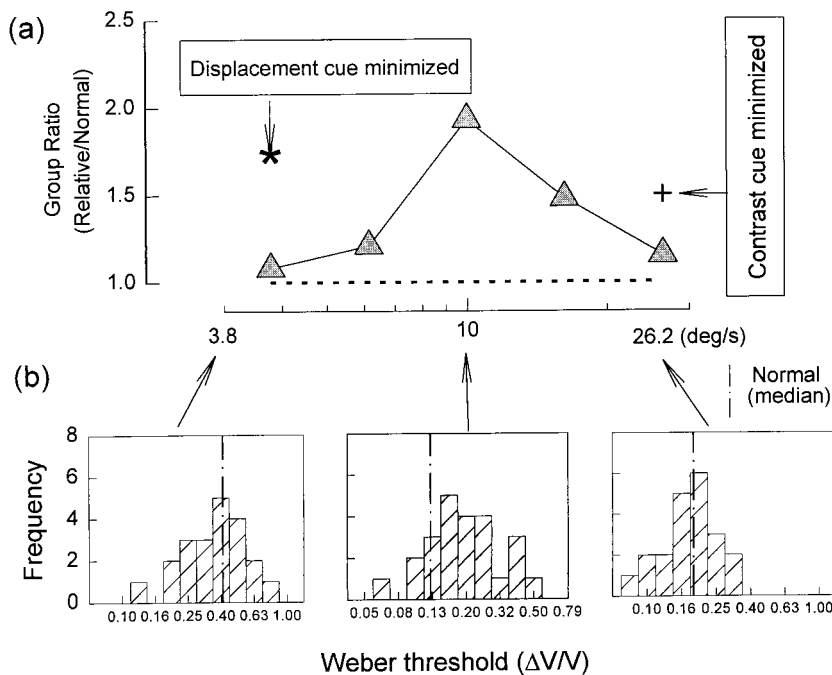 (a)
Group Ratio
(Relative/Normal)
2.5
2.0
1.5
1.0
Displacement cue minimized
Contrast cue minimized
3.8
10
26.2 (deg/s)
(b)
Normal
(median)
Frequency
8
6
4
2
0
0.10 0.16 0.25 0.40 0.63 1.00
0.05 0.08 0.13 0.20 0.32 0.50 0.79
0.10 0.16 0.25 0.40 0.63 1.00
Weber threshold (ΔV/V)